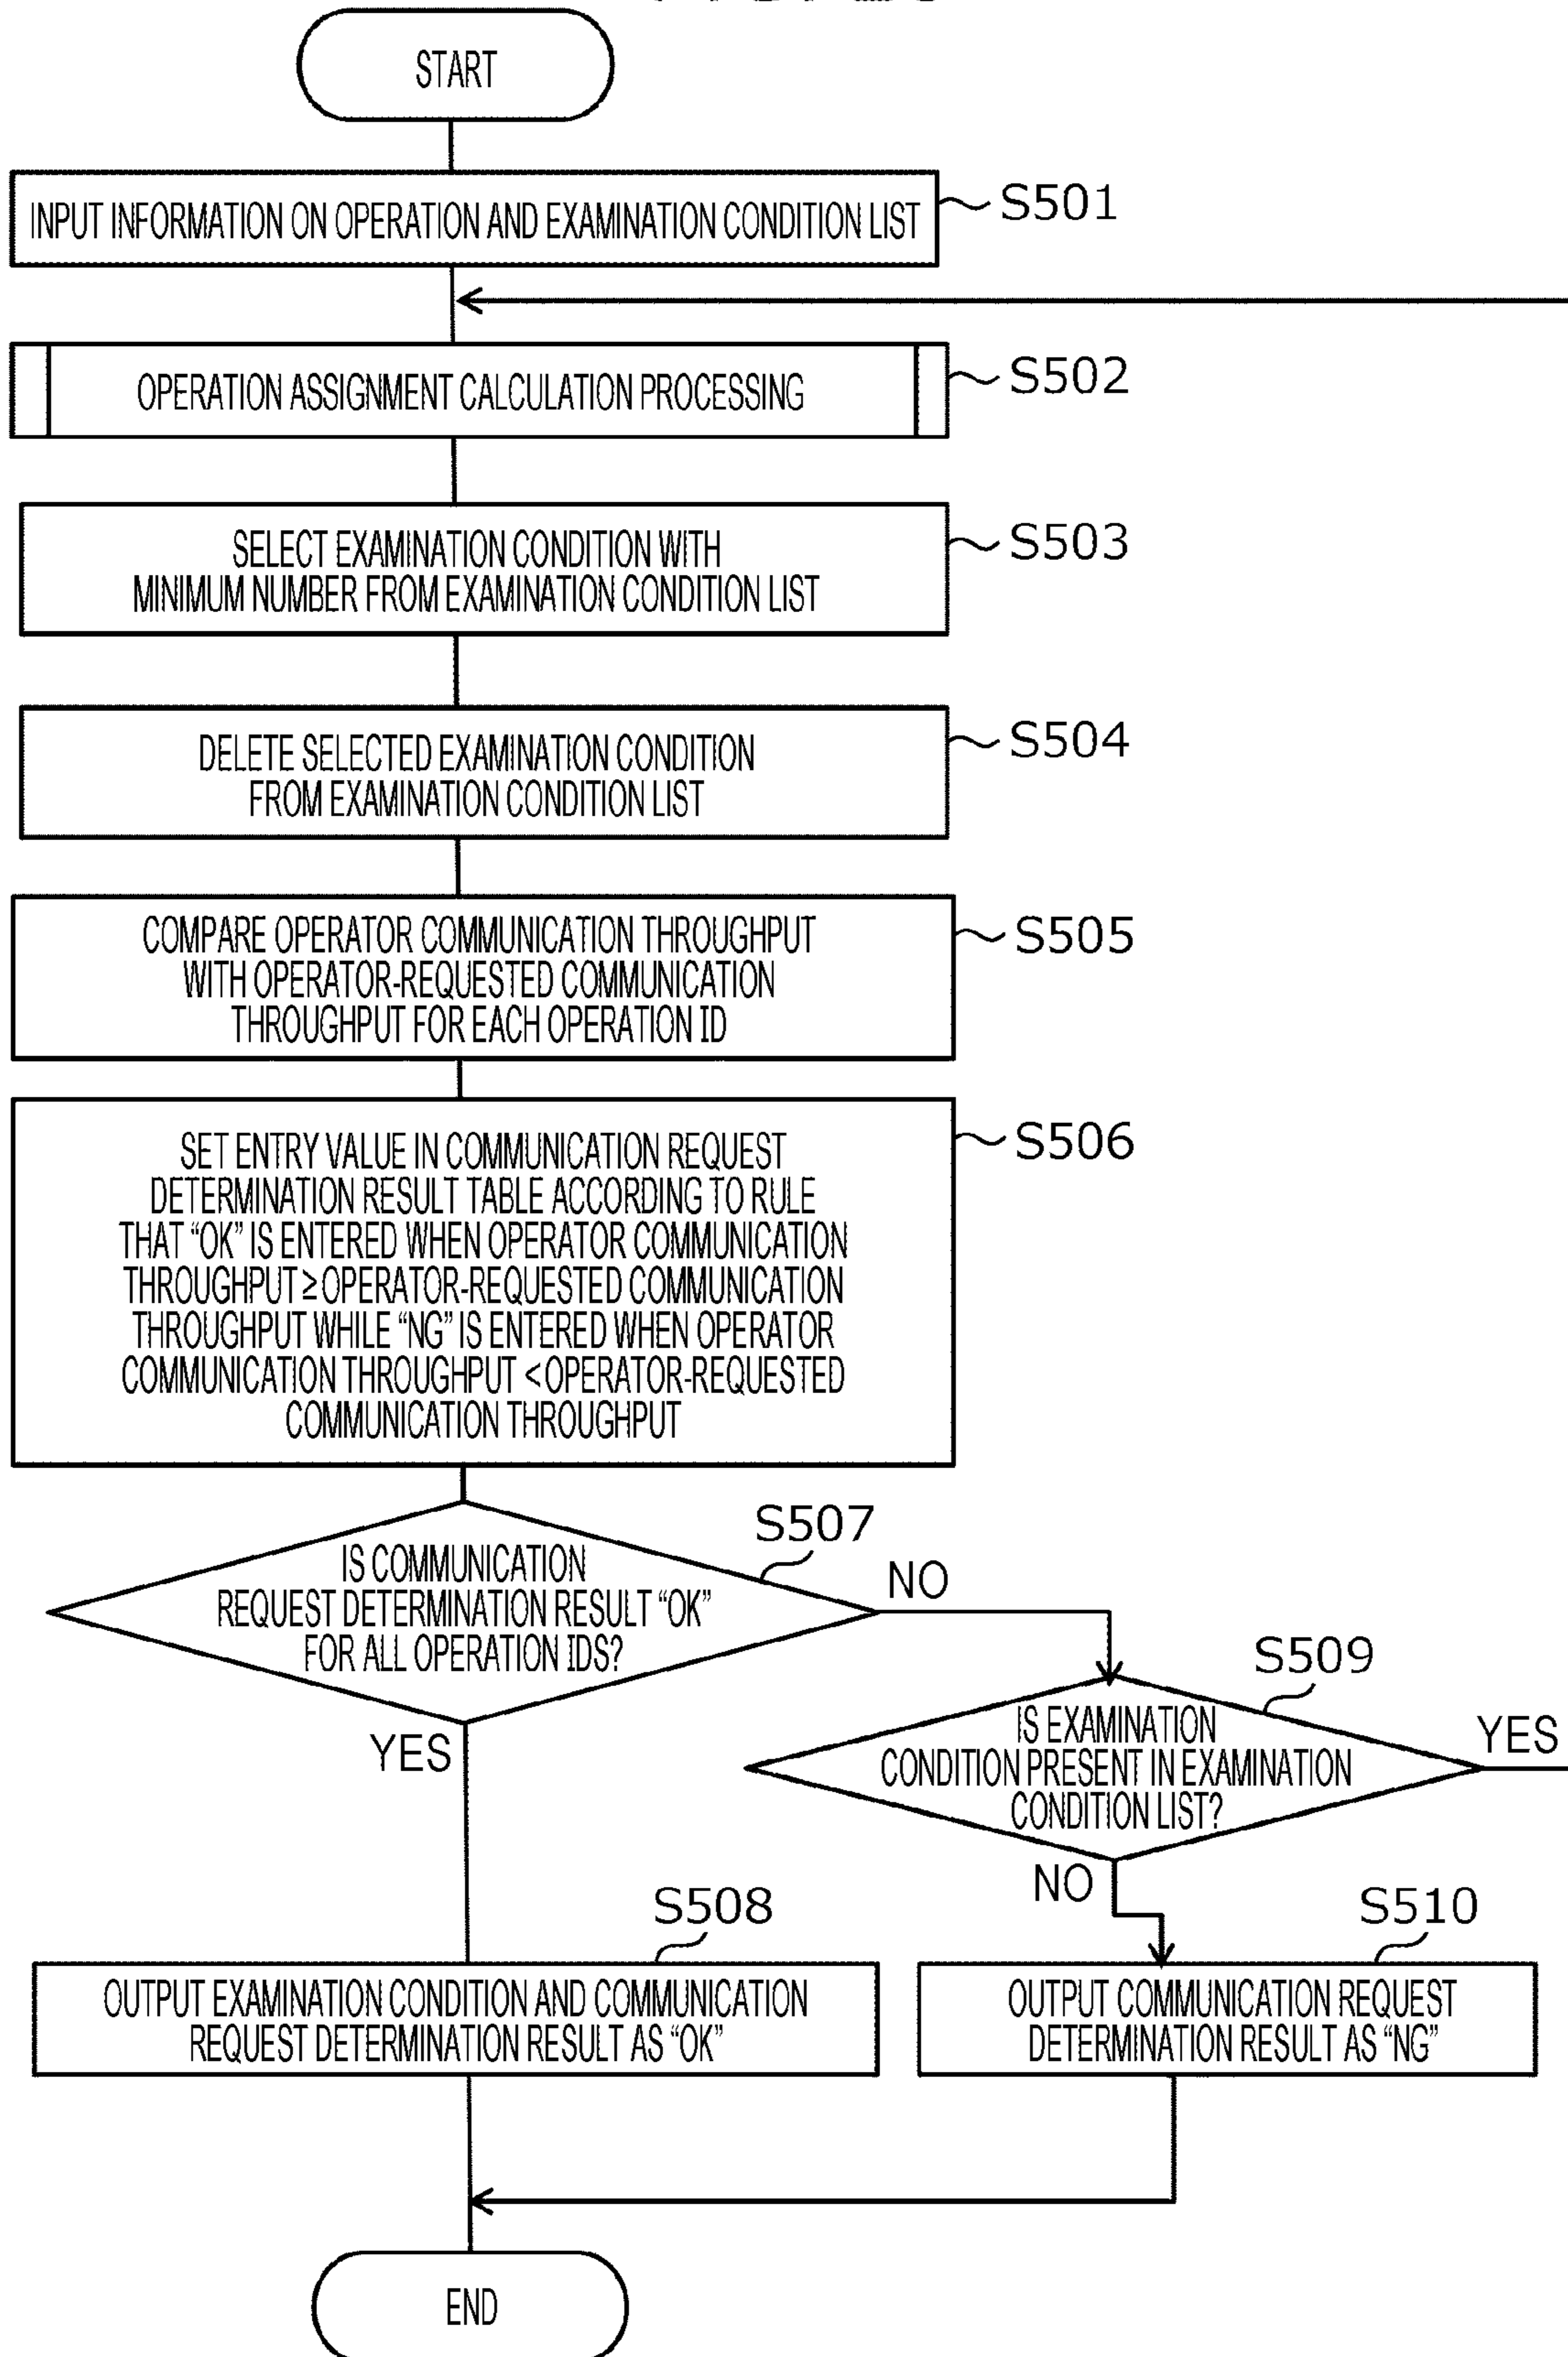 START
INPUT INFORMATION ON OPERATION AND EXAMINATION CONDITION LIST
S501
OPERATION ASSIGNMENT CALCULATION PROCESSING
S502
SELECT EXAMINATION CONDITION WITH
MINIMUM NUMBER FROM EXAMINATION CONDITION LIST
S503
DELETE SELECTED EXAMINATION CONDITION
FROM EXAMINATION CONDITION LIST
S504
COMPARE OPERATOR COMMUNICATION THROUGHPUT
WITH OPERATOR-REQUESTED COMMUNICATION
THROUGHPUT FOR EACH OPERATION ID
S505
SET ENTRY VALUE IN COMMUNICATION REQUEST
DETERMINATION RESULT TABLE ACCORDING TO RULE
THAT “OK” IS ENTERED WHEN OPERATOR COMMUNICATION
THROUGHPUT≥OPERATOR-REQUESTED COMMUNICATION
THROUGHPUT WHILE “NG” IS ENTERED WHEN OPERATOR
COMMUNICATION THROUGHPUT <OPERATOR-REQUESTED
COMMUNICATION THROUGHPUT
S506
IS COMMUNICATION
REQUEST DETERMINATION RESULT “OK”
FOR ALL OPERATION IDS?
S507
NO
YES
IS EXAMINATION
CONDITION PRESENT IN EXAMINATION
CONDITION LIST?
S509
YES
NO
S508
OUTPUT EXAMINATION CONDITION AND COMMUNICATION
REQUEST DETERMINATION RESULT AS “OK”
S510
OUTPUT COMMUNICATION REQUEST
DETERMINATION RESULT AS “NG”
END